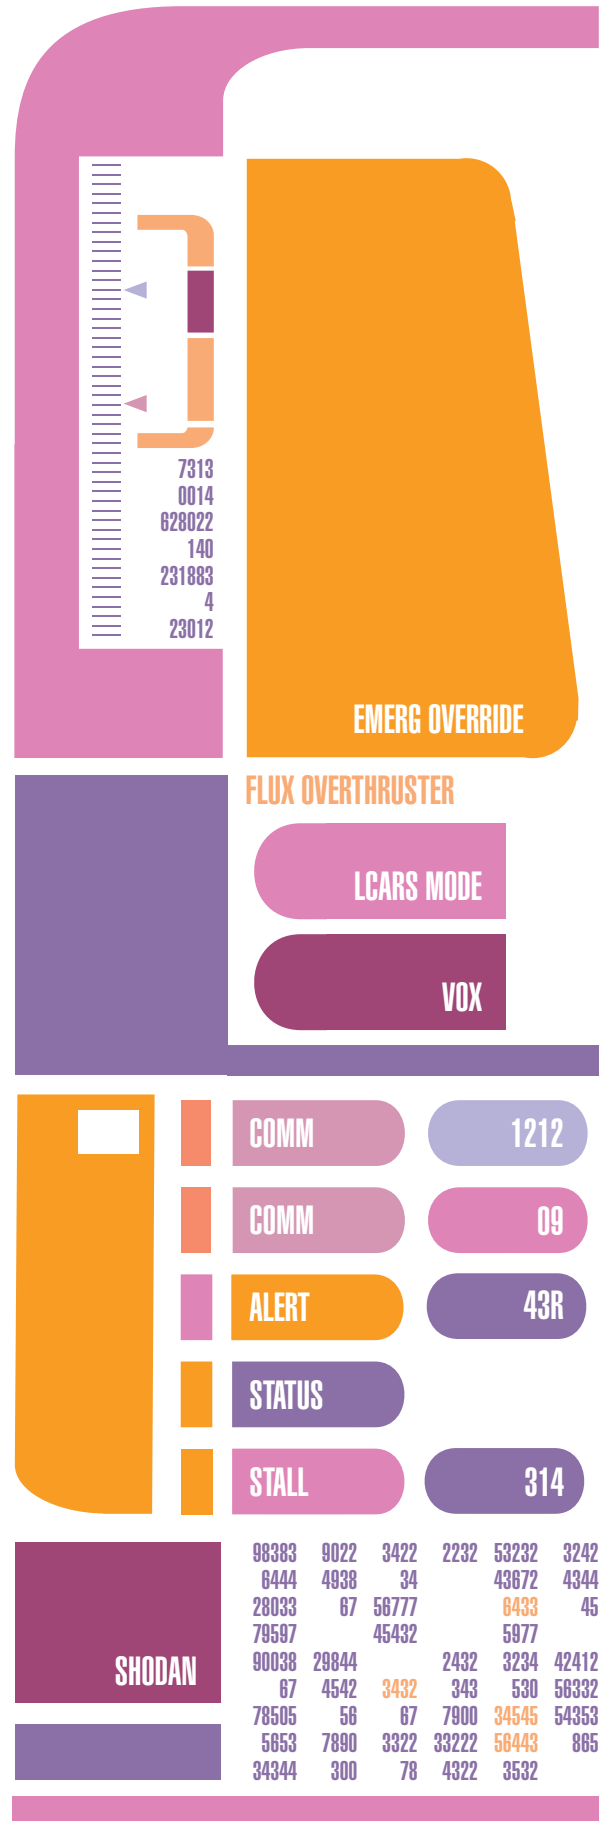 7313
0014
628022
140
231883
4
23012
EMERG OVERRIDE
FLUX OVERTHRUSTER
LCARS MODE
VOX
COMM 1212
COMM 09
ALERT 43R
STATUS
STALL 314
SHODAN
98383 9022 3422 2232 53232 3242
6444 4938 34 43672 4344
28033 67 56777 6433 45
79597 45432 5977
90038 29844 2432 3234 42412
67 4542 3432 343 530 56332
78505 56 67 7900 34545 54353
5653 7890 3322 33222 56443 865
34344 300 78 4322 3532